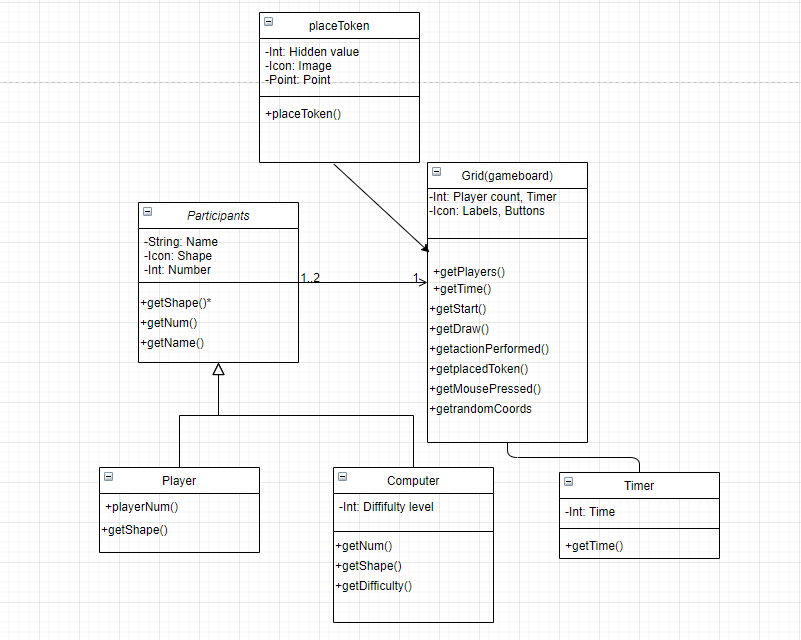 placeToken
-Int: Hidden value
-Icon: Image
-Point: Point
+placeToken()
Grid(gameboard)
-Int: Player count, Timer
-Icon: Labels, Buttons
+getPlayers()
+getTime()
+getStart()
+getDraw()
+getactionPerformed()
+getplacedToken()
+getMousePressed()
+getrandomCoords
Participants
-String: Name
-Icon: Shape
-Int: Number
+getShape()*
+getNum()
+getName()
1..2
1
Player
+playerNum()
+getShape()
Computer
-Int: Diffifulty level
+getNum()
+getShape()
+getDifficulty()
Timer
-Int: Time
+getTime()